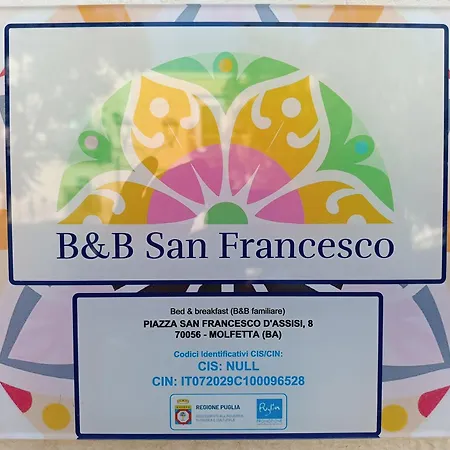 B&B San Francesco
Bed & breakfast (B&B familiare)
PIAZZA SAN FRANCESCO D'ASSISI, 8
70056 - MOLFETTA (BA)
Codici Identificativi CIS/CIN:
CIS: NULL
CIN: IT072029C100096528
REGIONE PUGLIA